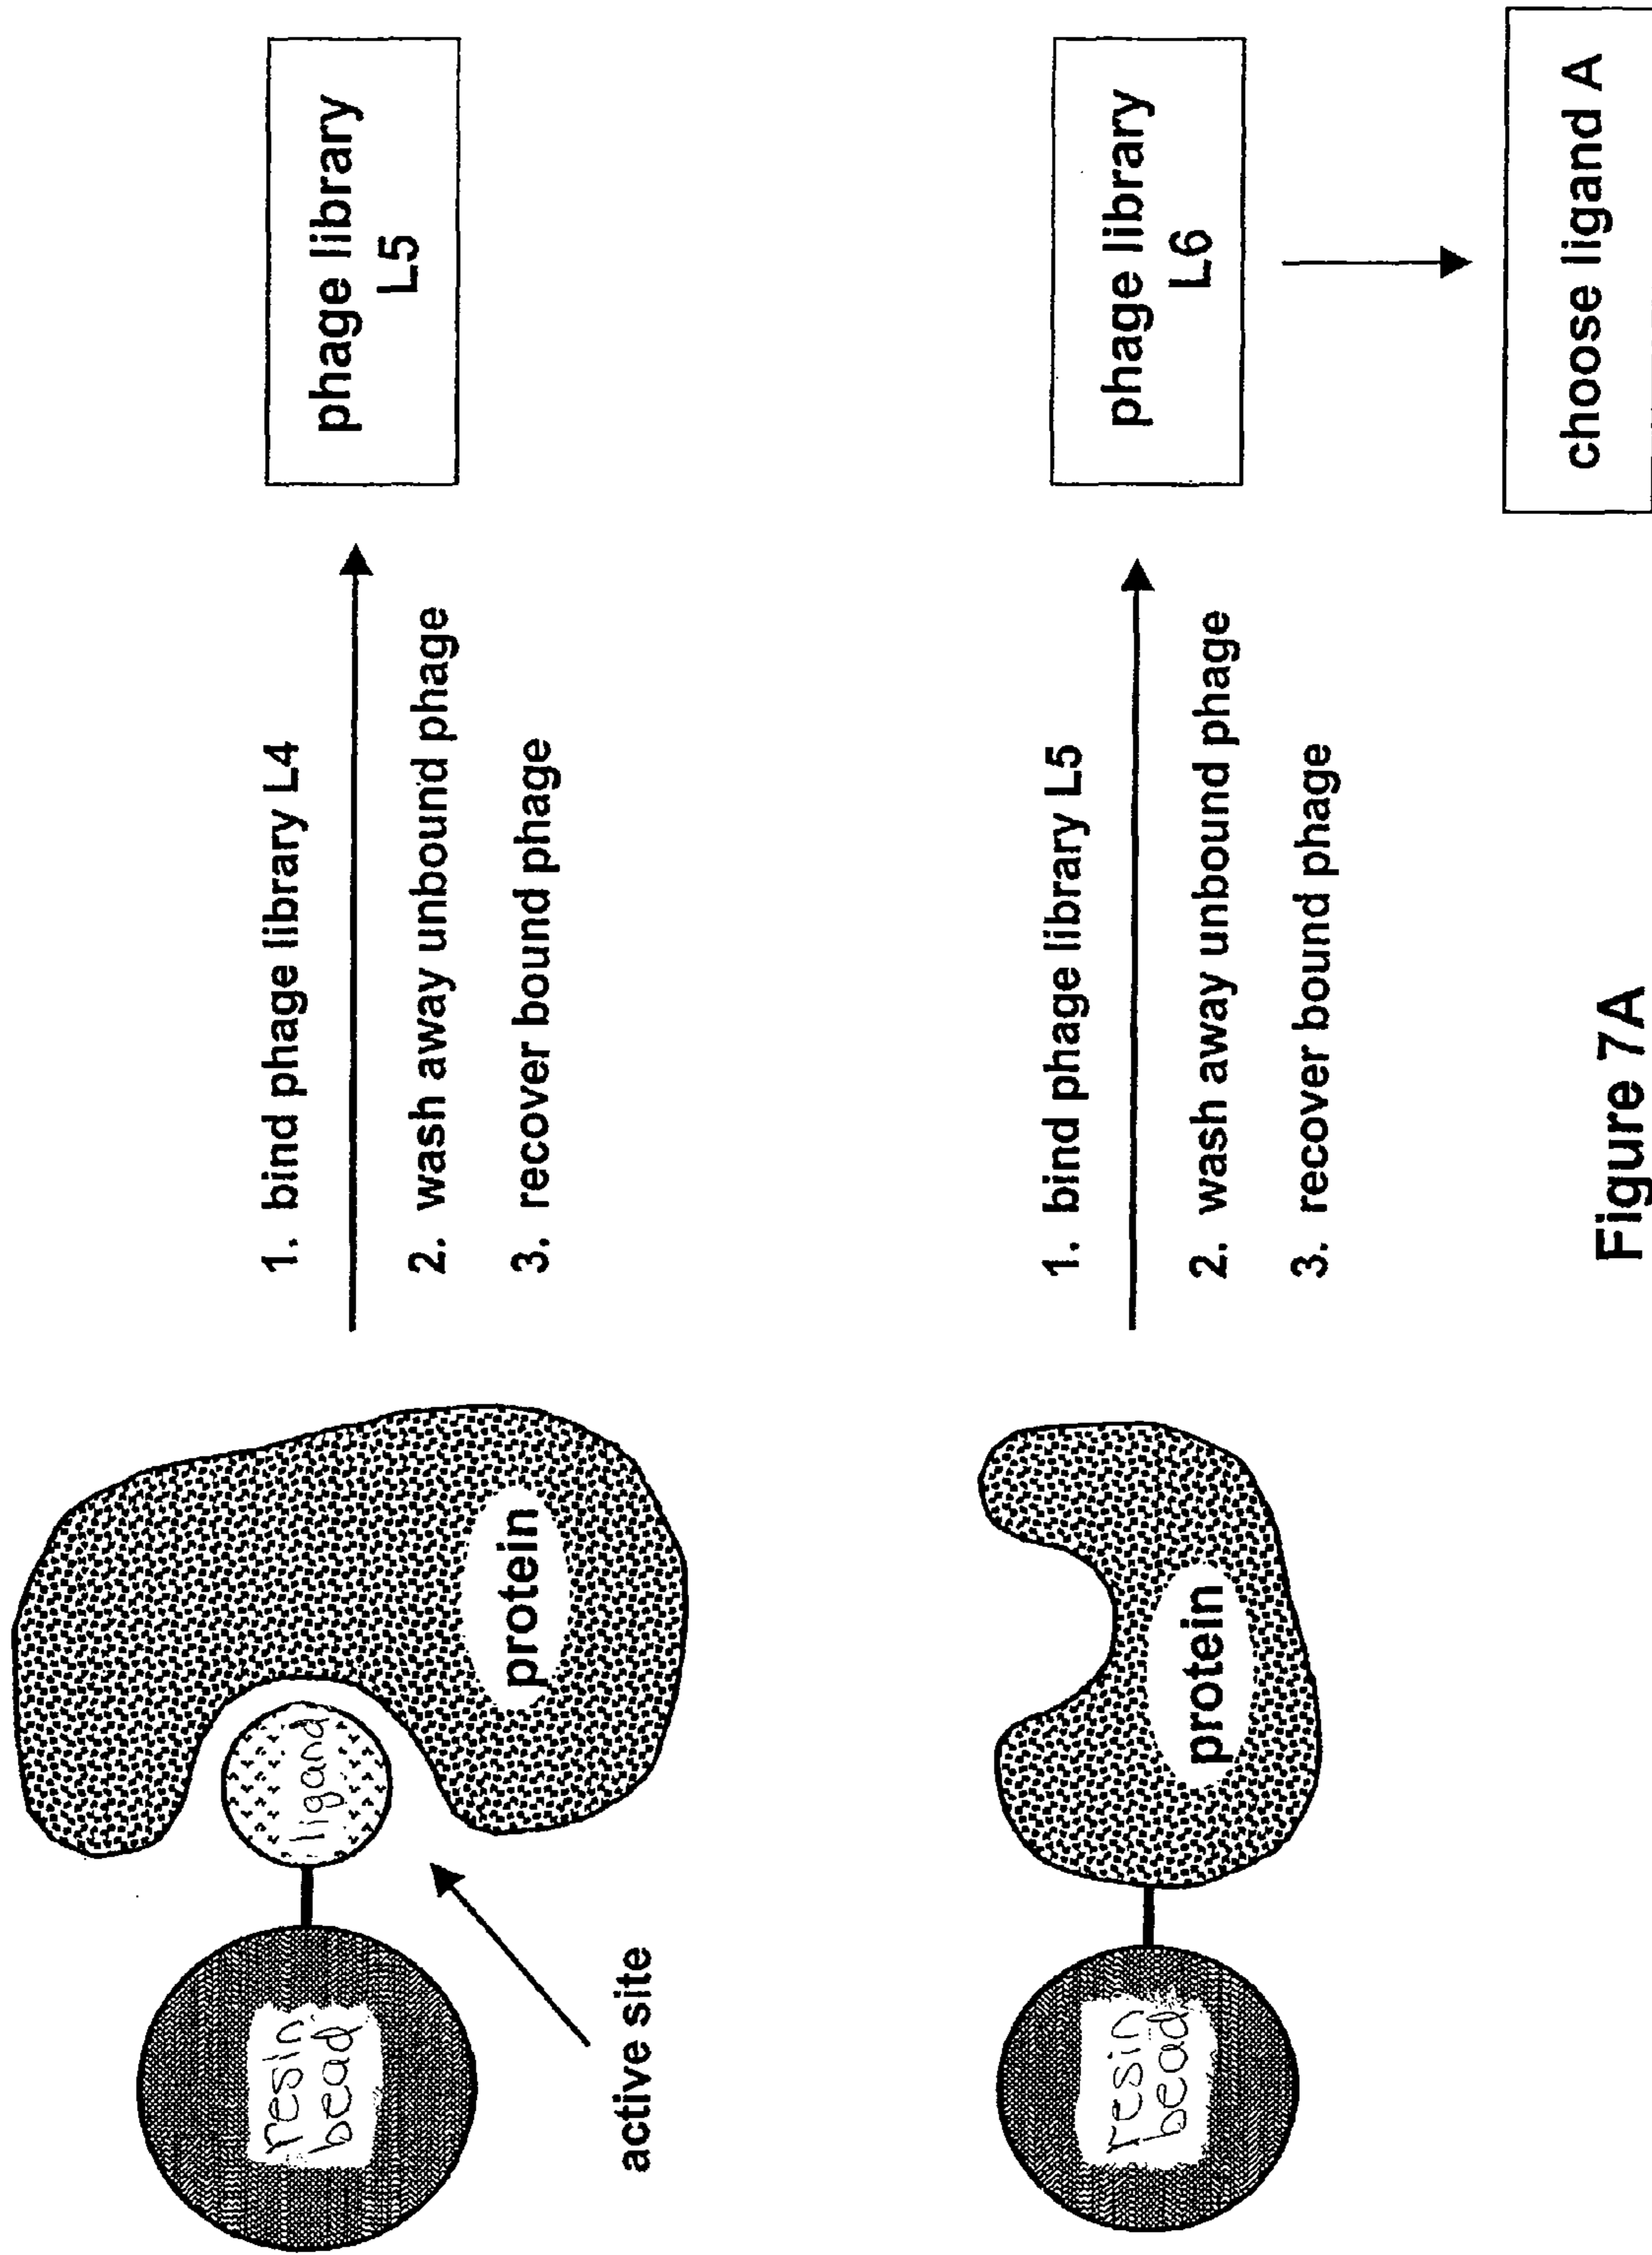 resin
bead
ligand
protein
active site
1. bind phage library L4
2. wash away unbound phage
3. recover bound phage
phage library
L5
resin
bead
protein
1. bind phage library L5
2. wash away unbound phage
3. recover bound phage
phage library
L6
choose ligand A
Figure 7A